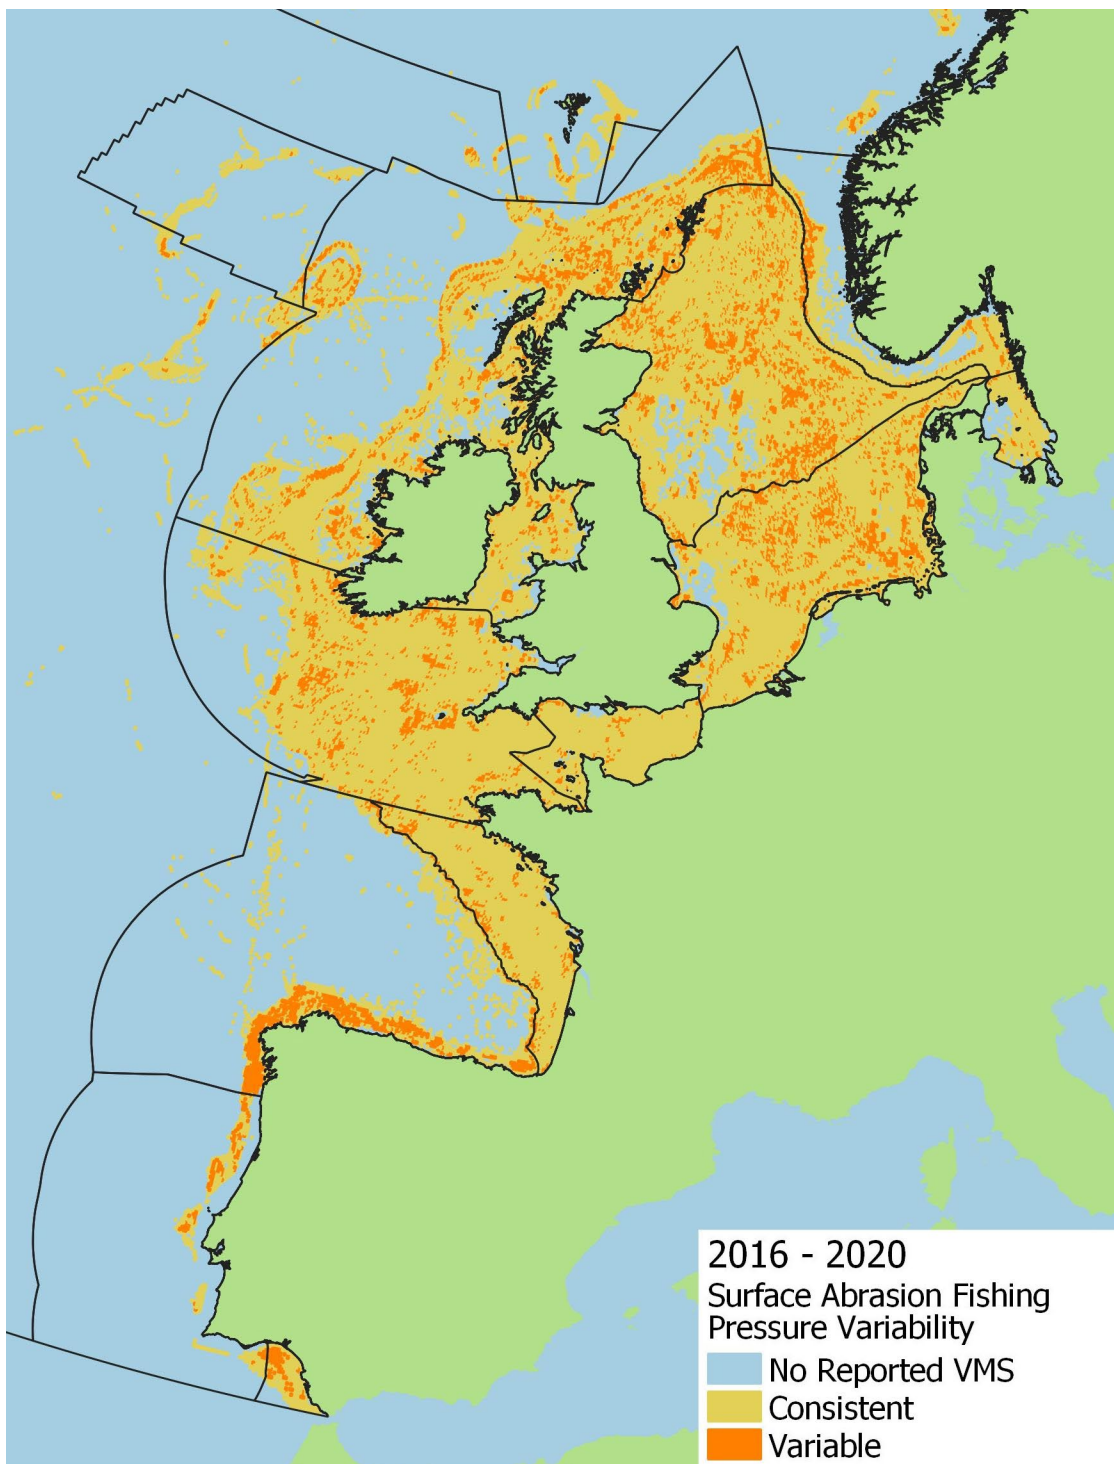 2016 - 2020
Surface Abrasion Fishing
Pressure Variability
No Reported VMS
Consistent
Variable